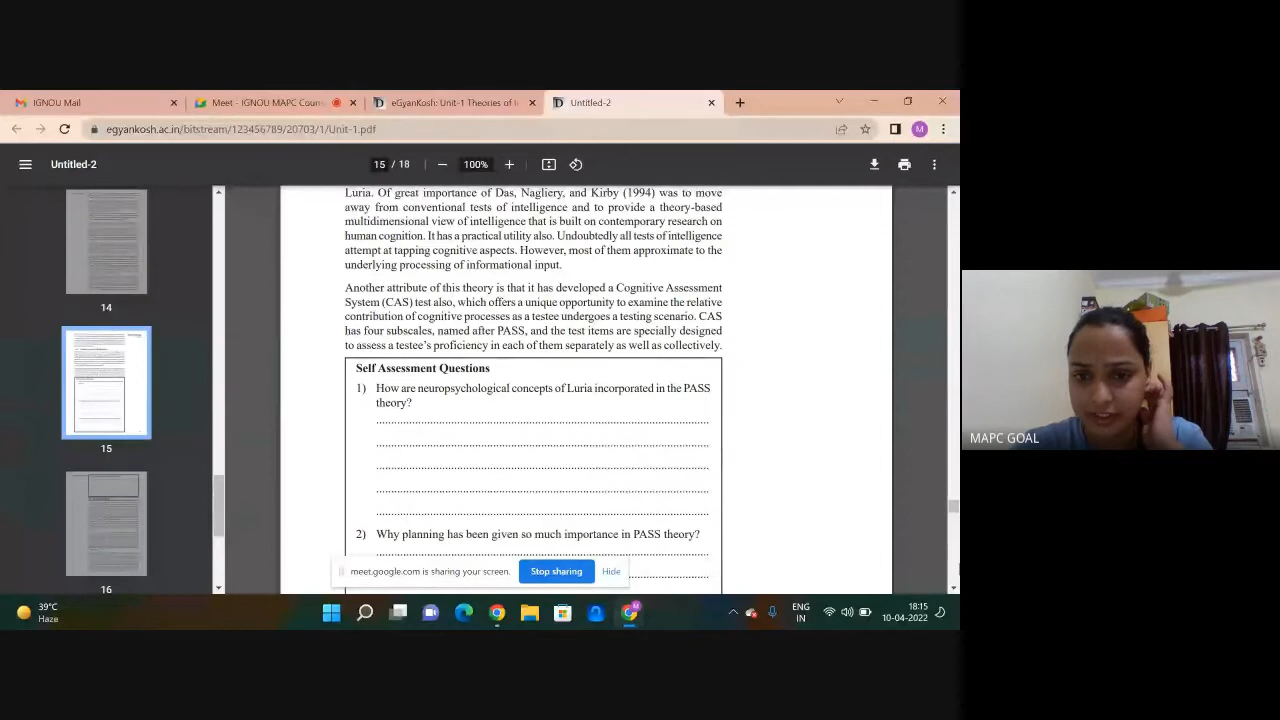 IGNOU Mail
Meet - IGNOU MAPC Coun
eGyanKosh: Unit-1 Theories of I
Untitled-2
egyankosh.ac.in/bitstream/123456789/20703/1/Unit-1.pdf
M
Untitled-2
15 / 18
100%
14
15
16
Luria. Of great importance of Das, Nagliery, and Kirby (1994) was to move
away from conventional tests of intelligence and to provide a theory-based
multidimensional view of intelligence that is built on contemporary research on
human cognition. It has a practical utility also. Undoubtedly all tests of intelligence
attempt at tapping cognitive aspects. However, most of them approximate to the
underlying processing of informational input.
Another attribute of this theory is that it has developed a Cognitive Assessment
System (CAS) test also, which offers a unique opportunity to examine the relative
contribution of cognitive processes as a testee undergoes a testing scenario. CAS
has four subscales, named after PASS, and the test items are specially designed
to assess a testee's proficiency in each of them separately as well as collectively.
Self Assessment Questions
1) How are neuropsychological concepts of Luria incorporated in the PASS
theory?
2) Why planning has been given so much importance in PASS theory?
meet.google.com is sharing your screen.
Stop sharing
Hide
MAPC GOAL
39°C
Haze
ENG
IN
18:15
10-04-2022